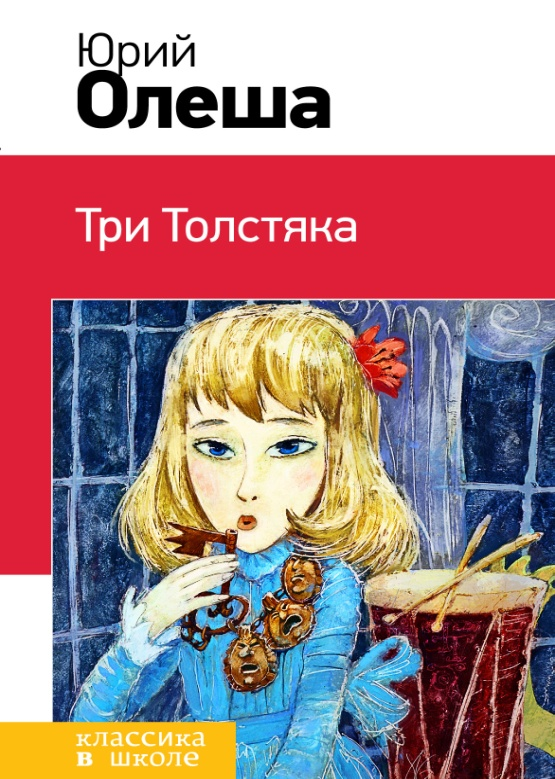 Юрий
Олеша
Три Толстяка
классика
в школе